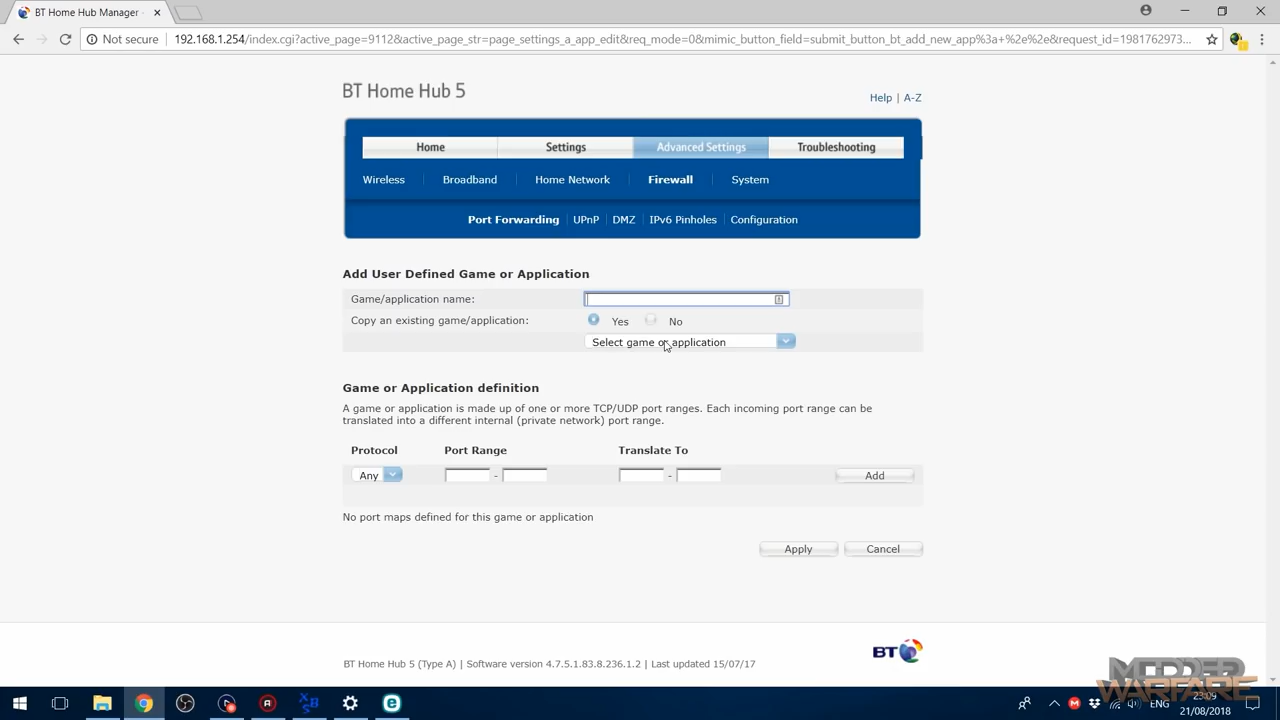 BT Home Hub Manager -
Not secure
192.168.1.254/index.cgi?active_page=9112&active_page_str=page_settings_a_app_edit&req_mode=0&mimic_button_field=submit_button_bt_add_new_app%3a+%2e%2e&request_id=1981762973...
BT Home Hub 5
Help | A-Z
Home Settings Advanced Settings Troubleshooting
Wireless Broadband Home Network Firewall System
Port Forwarding UPnP DMZ IPv6 Pinholes Configuration
Add User Defined Game or Application
Game/application name:
Copy an existing game/application: Yes No
Select game or application
Game or Application definition
A game or application is made up of one or more TCP/UDP port ranges. Each incoming port range can
translated into a different internal (private network) port range.
Protocol Port Range Translate To
Any - - Add
No port maps defined for this game or application
Apply Cancel
BT
BT Home Hub 5 (Type A) | Software version 4.7.5.1.83.8.236.1.2 | Last updated 15/07/17
MODDED
WARFARE
ENG
23:09
21/08/2018